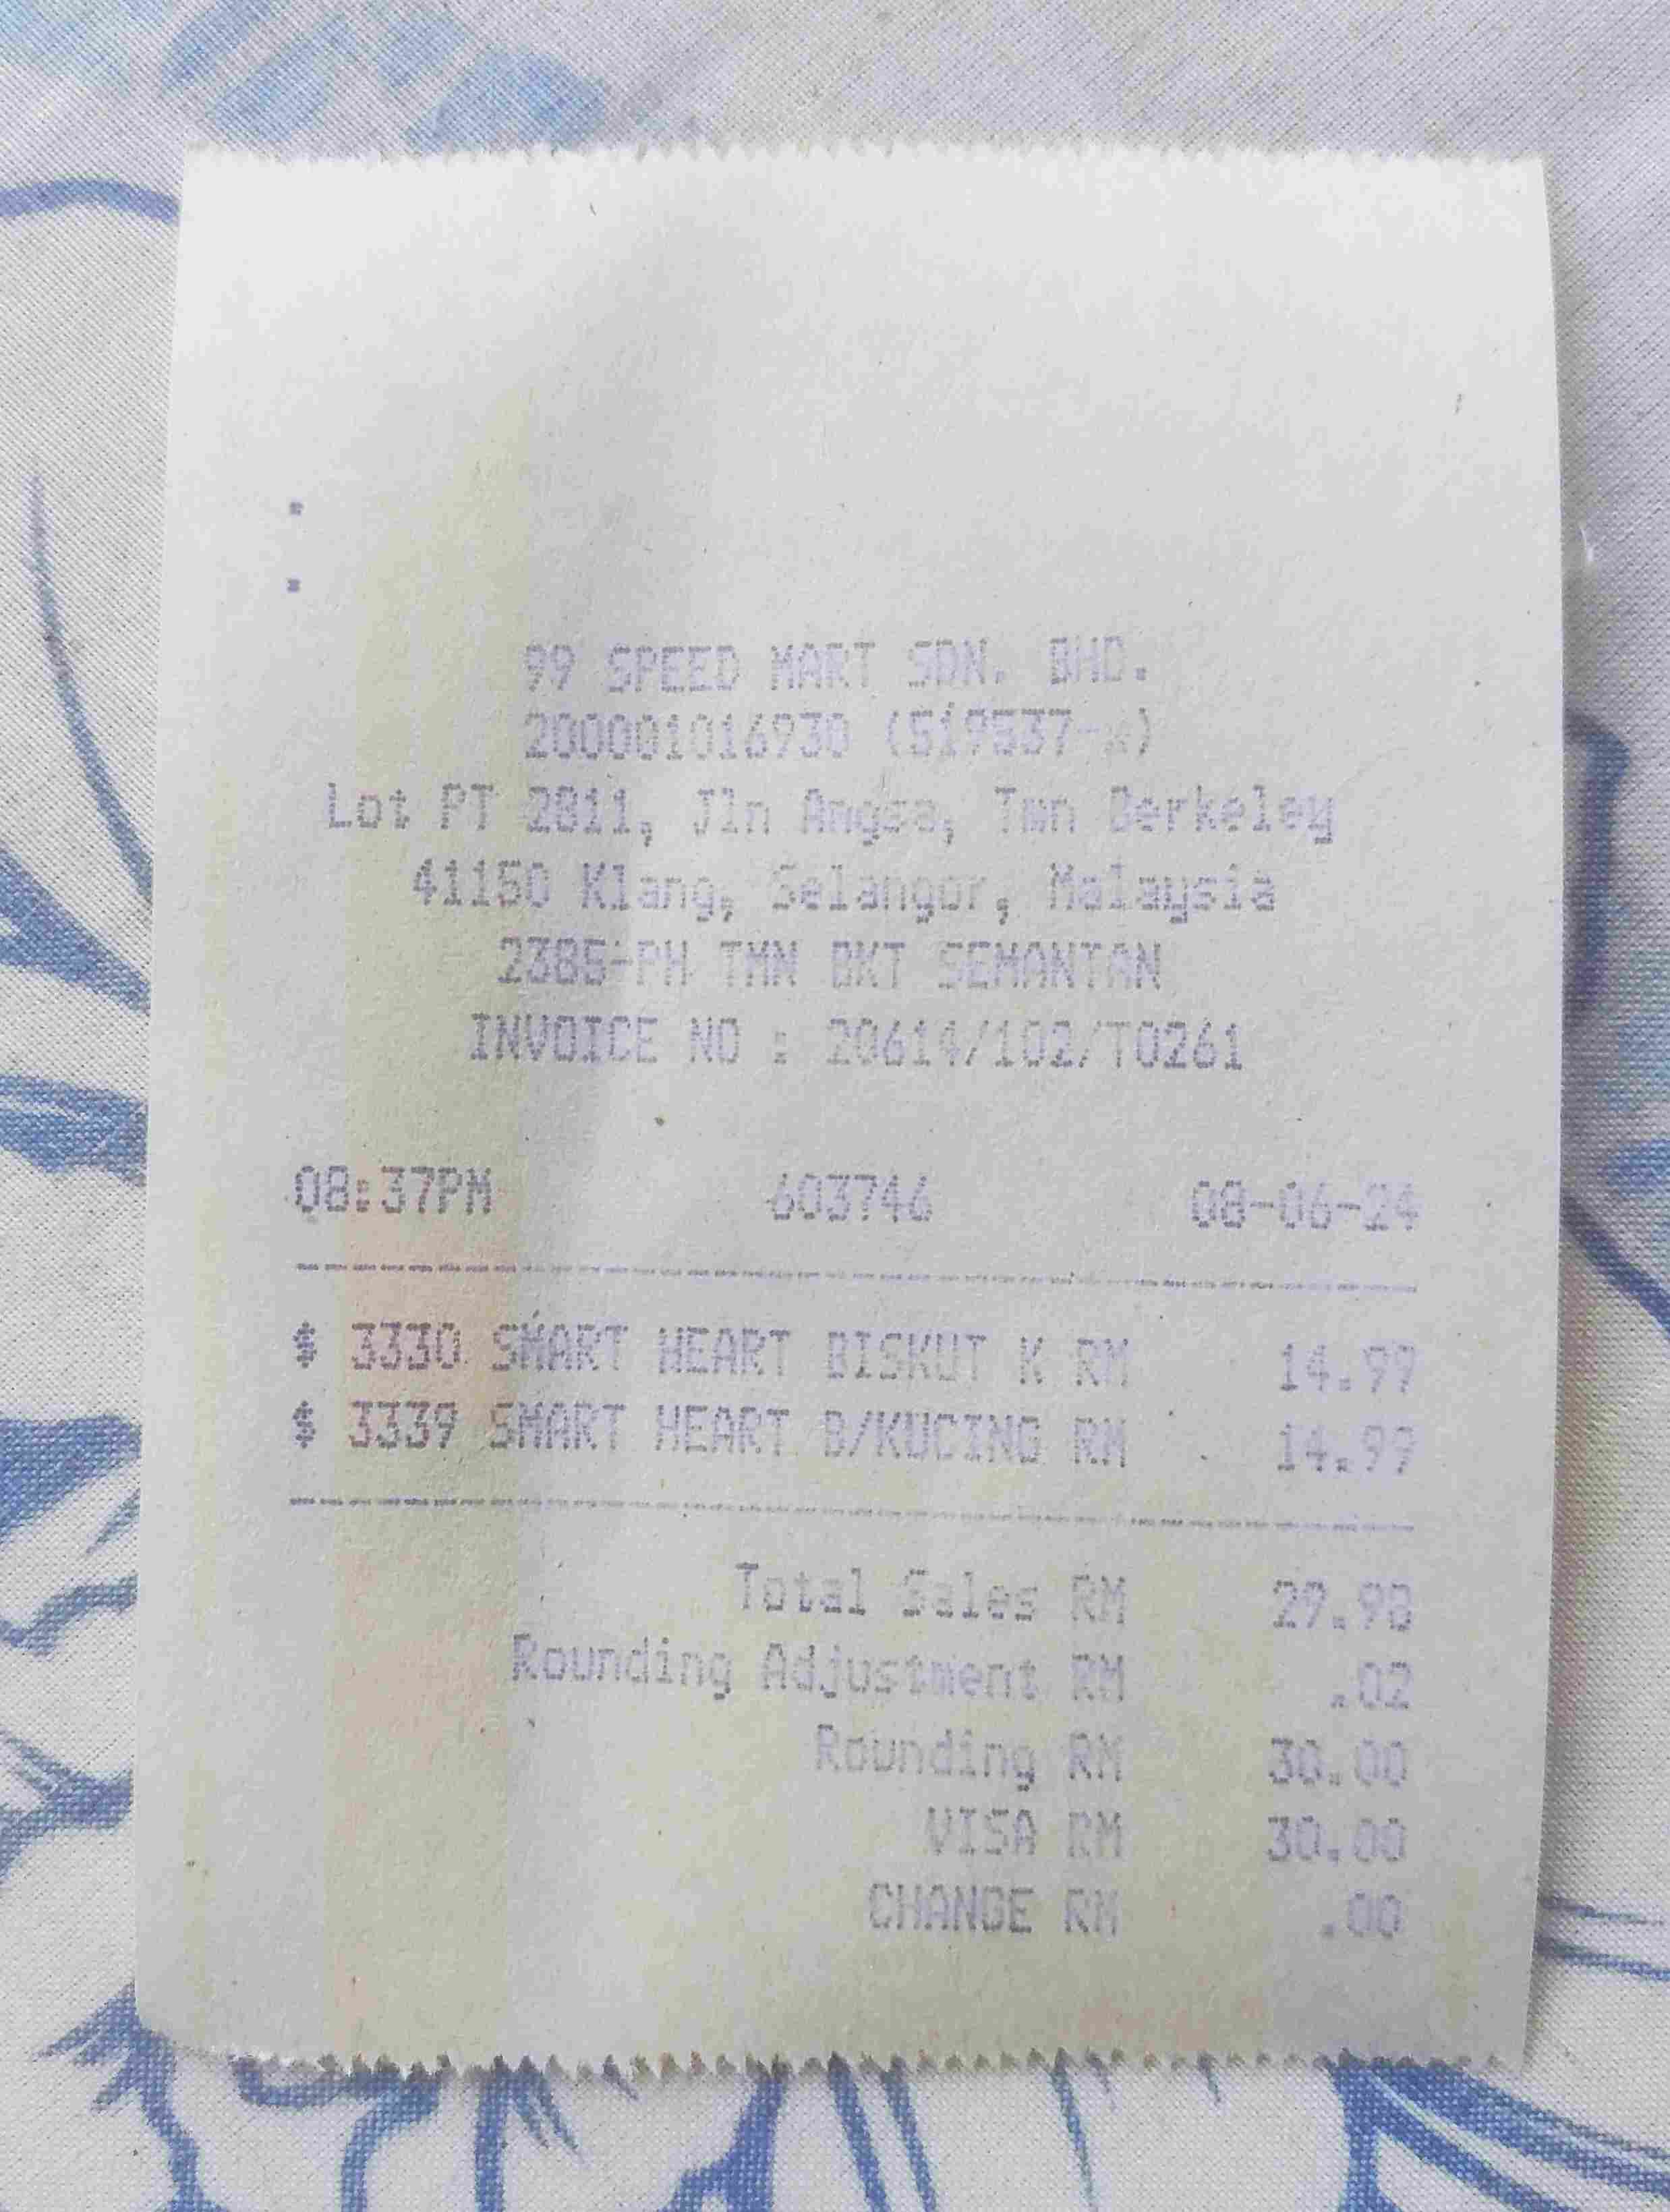 99 SPEED MART SDN. BHD.
200001016930 (519537-X)
Lot PT 2811, Jln Angsa, Tmn Berkeley
41150 Klang, Selangor, Malaysia
2385-PH TMN BKT SEMANTAN
INVOICE NO : 20614/102/T0261
08:37PM 603746 08-06-24
$ 3330 SMART HEART BISKUT K RM 14.99
$ 3339 SMART HEART B/KUCING RM 14.99
Total Sales RM 29.98
Rounding Adjustment RM .02
Rounding RM 30.00
VISA RM 30.00
CHANGE RM .00